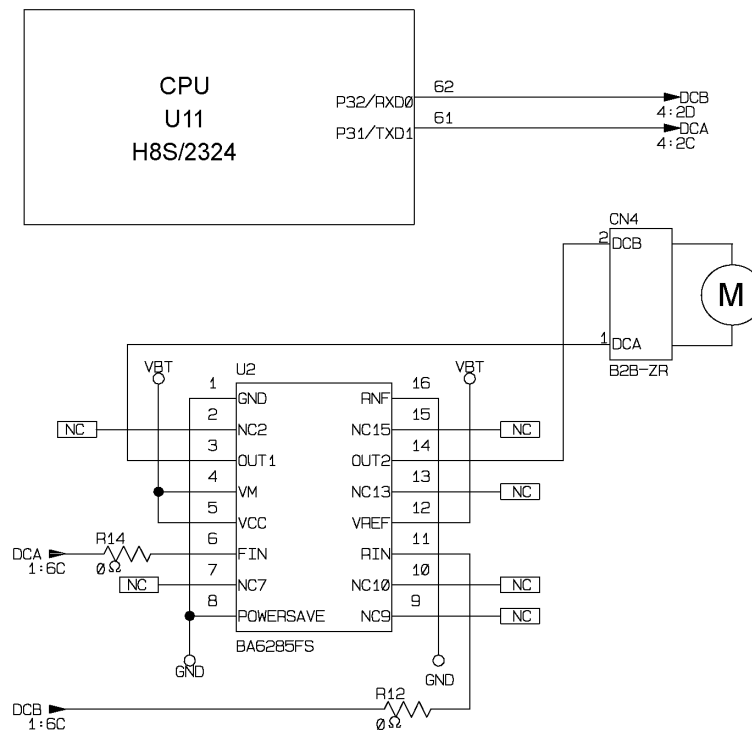 CPU
U11
H8S/2324
P32/RXD0 62 DCB
4:2D
P31/TXD1 61 DCA
4:2C
CN4
2 DCB
M
1 DCA
B2B-ZR
VBT U2 VBT
1 GND RNF 16
NC 2 NC2 NC15 15 NC
3 OUT1 OUT2 14
4 VM NC13 13 NC
5 VCC VREF 12
DCA R14 6 FIN RIN 11
1:6C 0Ω
NC 7 NC7 NC10 10 NC
8 POWERSAVE NC9 9 NC
BA6285FS
GND GND
DCB R12
1:6C 0Ω